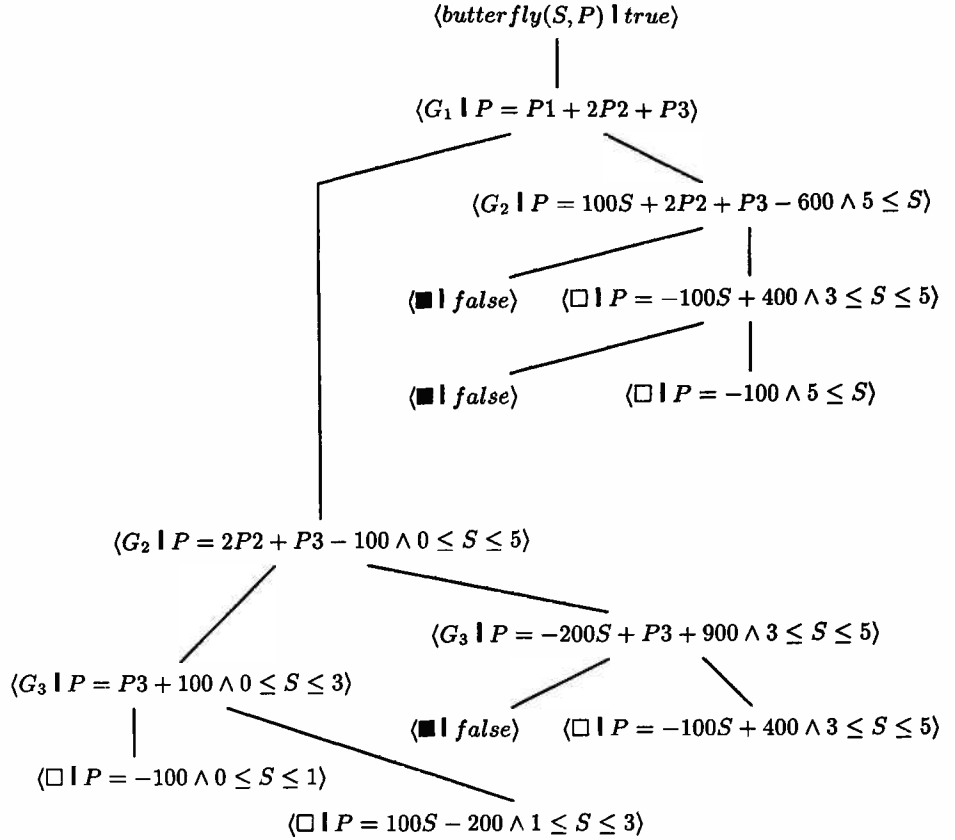 ⟨butterfly(S, P) ❙ true⟩
⟨G₁ ❙ P = P1 + 2P2 + P3⟩
⟨G₂ ❙ P = 100S + 2P2 + P3 − 600 ∧ 5 ≤ S⟩
⟨■ ❙ false⟩ ⟨□ ❙ P = −100S + 400 ∧ 3 ≤ S ≤ 5⟩
⟨■ ❙ false⟩ ⟨□ ❙ P = −100 ∧ 5 ≤ S⟩
⟨G₂ ❙ P = 2P2 + P3 − 100 ∧ 0 ≤ S ≤ 5⟩
⟨G₃ ❙ P = −200S + P3 + 900 ∧ 3 ≤ S ≤ 5⟩
⟨G₃ ❙ P = P3 + 100 ∧ 0 ≤ S ≤ 3⟩
⟨■ ❙ false⟩ ⟨□ ❙ P = −100S + 400 ∧ 3 ≤ S ≤ 5⟩
⟨□ ❙ P = −100 ∧ 0 ≤ S ≤ 1⟩
⟨□ ❙ P = 100S − 200 ∧ 1 ≤ S ≤ 3⟩